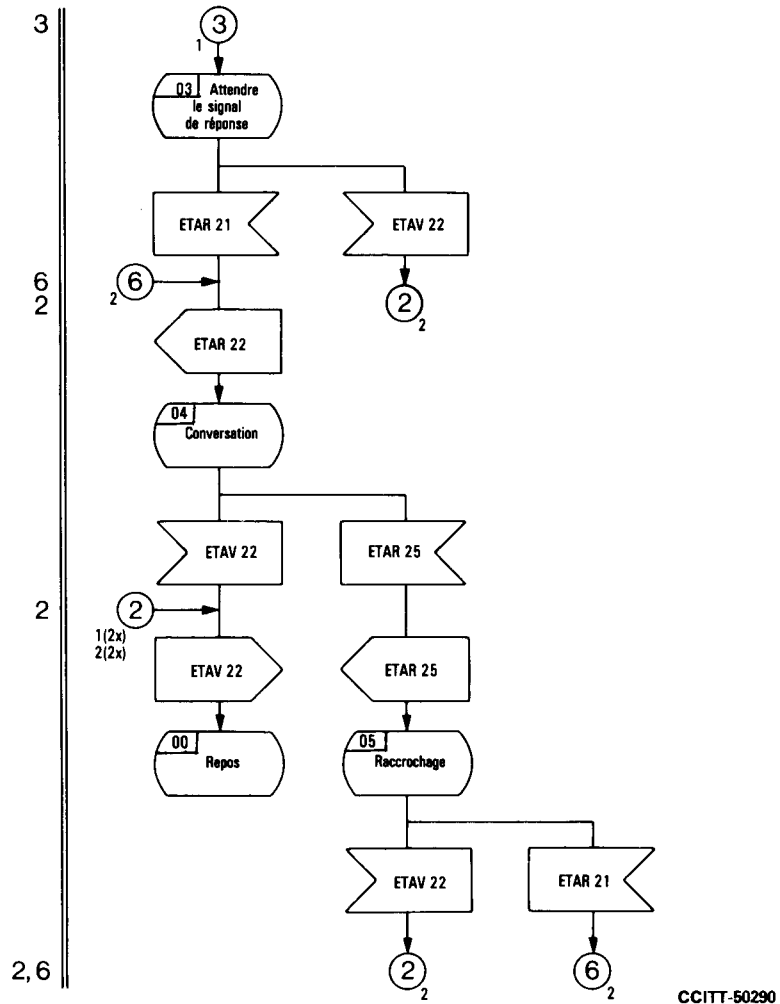 3
3
1
03 Attendre
le signal
de réponse
ETAR 21
ETAV 22
6
2
6
2
2
2
ETAR 22
04
Conversation
ETAV 22
ETAR 25
2
2
1(2x)
2(2x)
ETAV 22
ETAR 25
00
Repos
05
Raccrochage
ETAV 22
ETAR 21
2,6
2
2
6
2
CCITT-50290